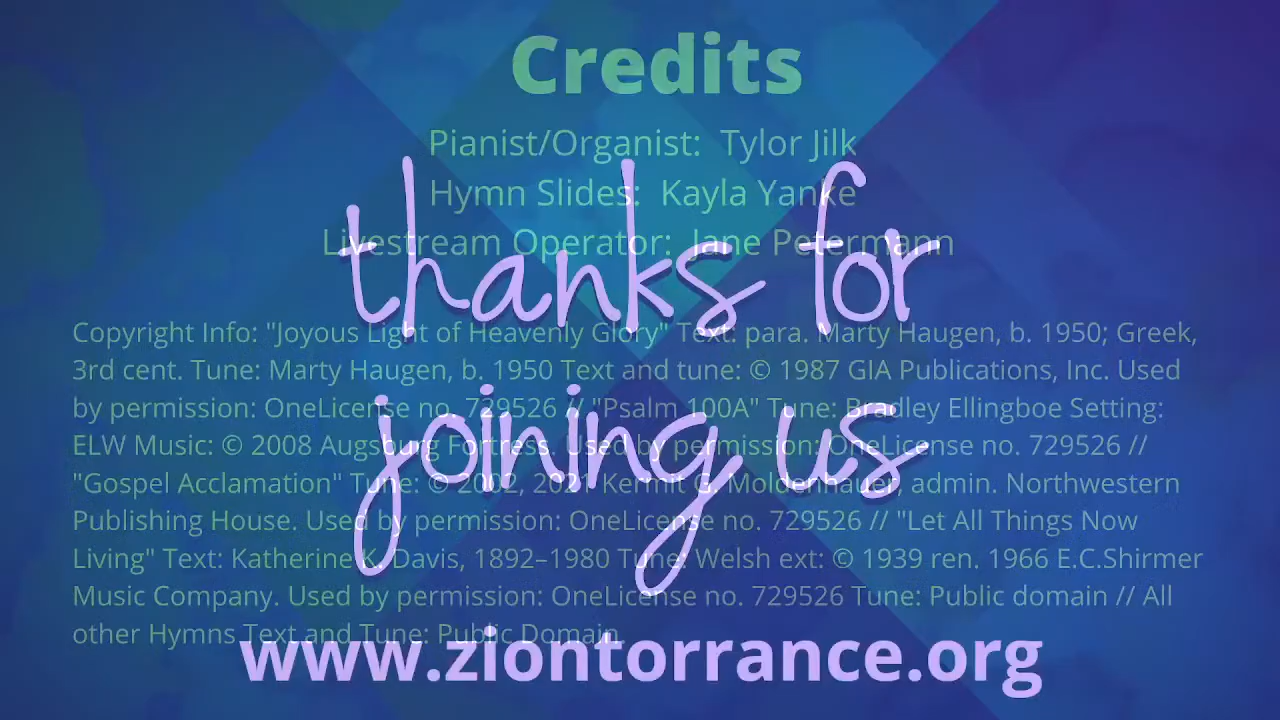 Credits
Pianist/Organist: Tylor Jilk
Hymn Slides: Kayla Yanke
Livestream Operator: Jane Petermann
thanks for
Copyright Info: "Joyous Light of Heavenly Glory" Text: para. Marty Haugen, b. 1950; Greek,
3rd cent. Tune: Marty Haugen, b. 1950 Text and tune: © 1987 GIA Publications, Inc. Used
by permission: OneLicense no. 729526 // "Psalm 100A" Tune: Bradley Ellingboe Setting:
joining us
ELW Music: © 2008 Augsburg Fortress. Used by permission: OneLicense no. 729526 //
"Gospel Acclamation" Tune: © 2002, 2021 Kermit G. Moldenhauer, admin. Northwestern
Publishing House. Used by permission: OneLicense no. 729526 // "Let All Things Now
Living" Text: Katherine K. Davis, 1892–1980 Tune: Welsh ext: © 1939 ren. 1966 E.C.Shirmer
Music Company. Used by permission: OneLicense no. 729526 Tune: Public domain // All
other Hymns Text and Tune: Public Domain.
www.ziontorrance.org